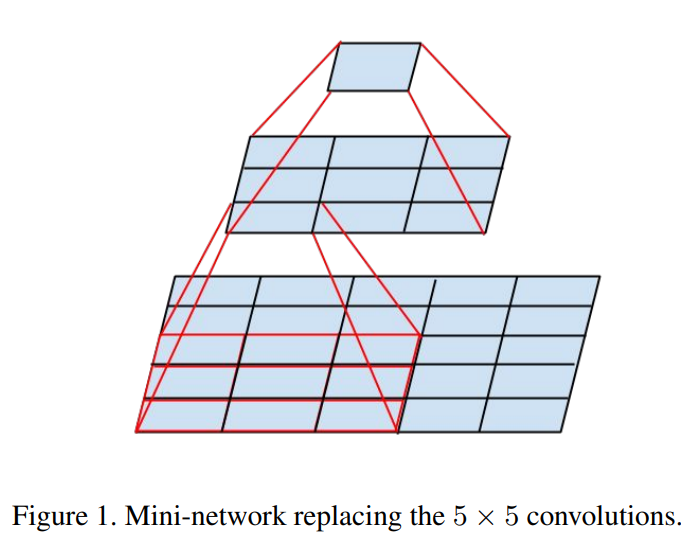 Figure 1. Mini-network replacing the 5 × 5 convolutions.